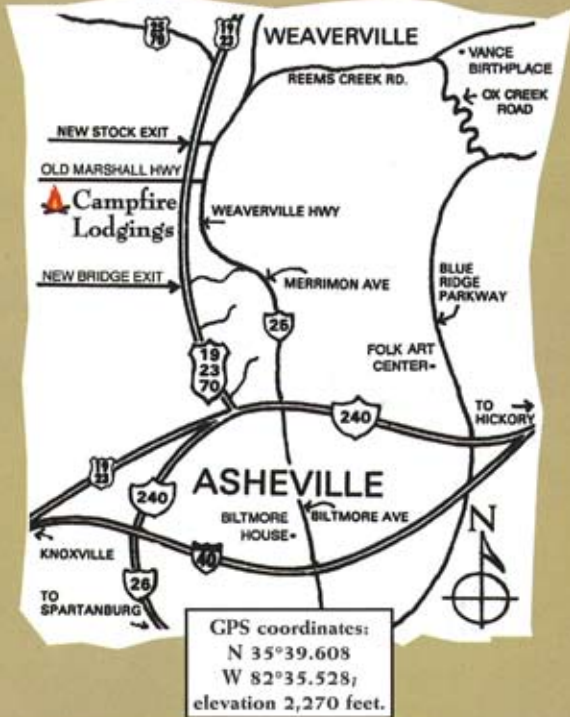 25
70
19
23
WEAVERVILLE
• VANCE
BIRTHPLACE
REEMS CREEK RD.
OX CREEK
ROAD
NEW STOCK EXIT
OLD MARSHALL HWY
Campfire
Lodgings
WEAVERVILLE HWY
NEW BRIDGE EXIT
MERRIMON AVE
BLUE
RIDGE
PARKWAY
25
19
23
70
FOLK ART
CENTER•
TO
HICKORY
240
19
23
ASHEVILLE
240
BILTMORE
HOUSE•
BILTMORE AVE
N
KNOXVILLE
40
26
TO
SPARTANBURG
GPS coordinates:
N 35°39.608
W 82°35.528;
elevation 2,270 feet.